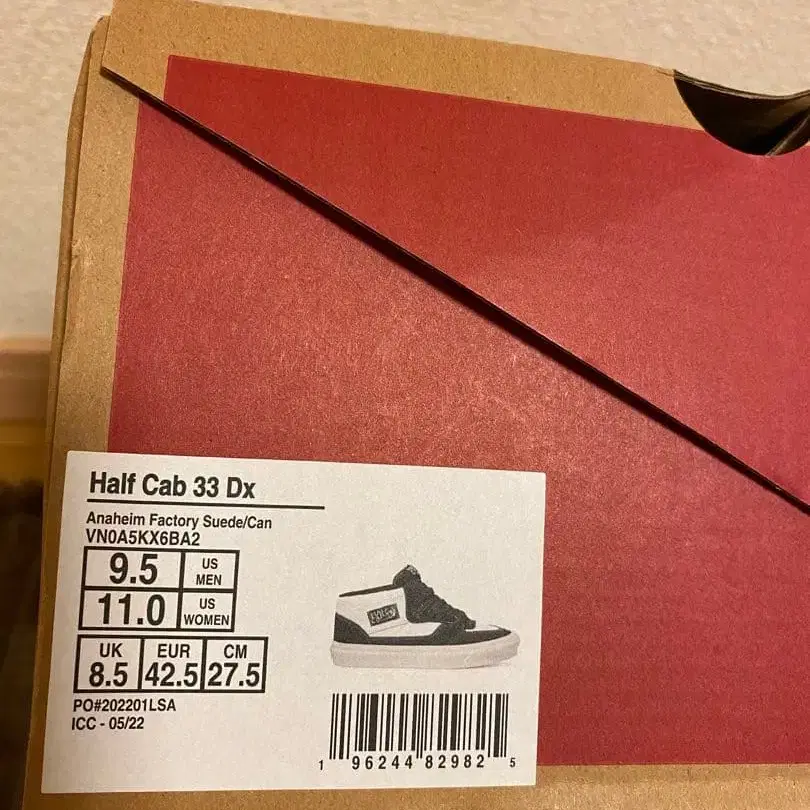 Half Cab 33 Dx
Anaheim Factory Suede/Can
VN0A5KX6BA2
9.5 US MEN
11.0 US WOMEN
UK EUR CM
8.5 42.5 27.5
PO#202201LSA
ICC - 05/22
1 96244 82982 5